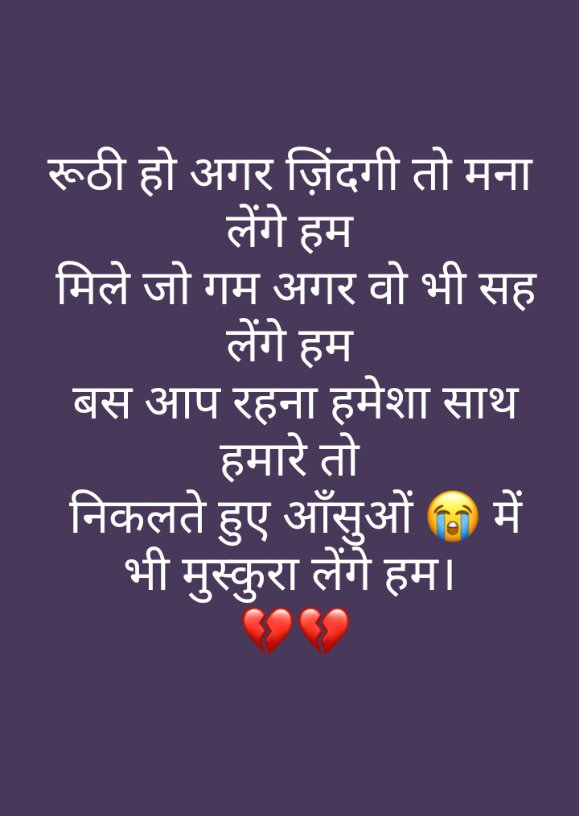 रूठी हो अगर ज़िंदगी तो मना
लेंगे हम
मिले जो गम अगर वो भी सह
लेंगे हम
बस आप रहना हमेशा साथ
हमारे तो
निकलते हुए आँसुओं 😭 में
भी मुस्कुरा लेंगे हम।
💔💔